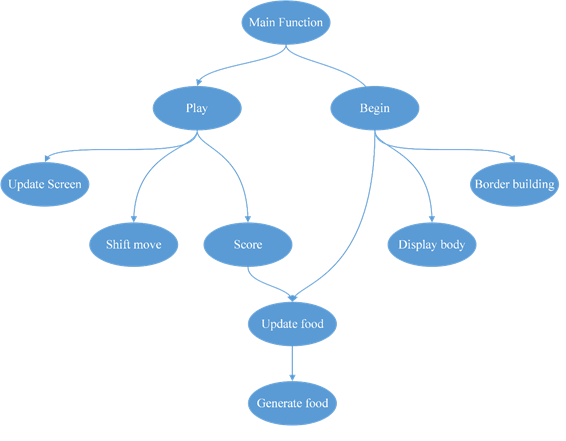 Main Function
Play
Begin
Update Screen
Border building
Shift move
Score
Display body
Update food
Generate food